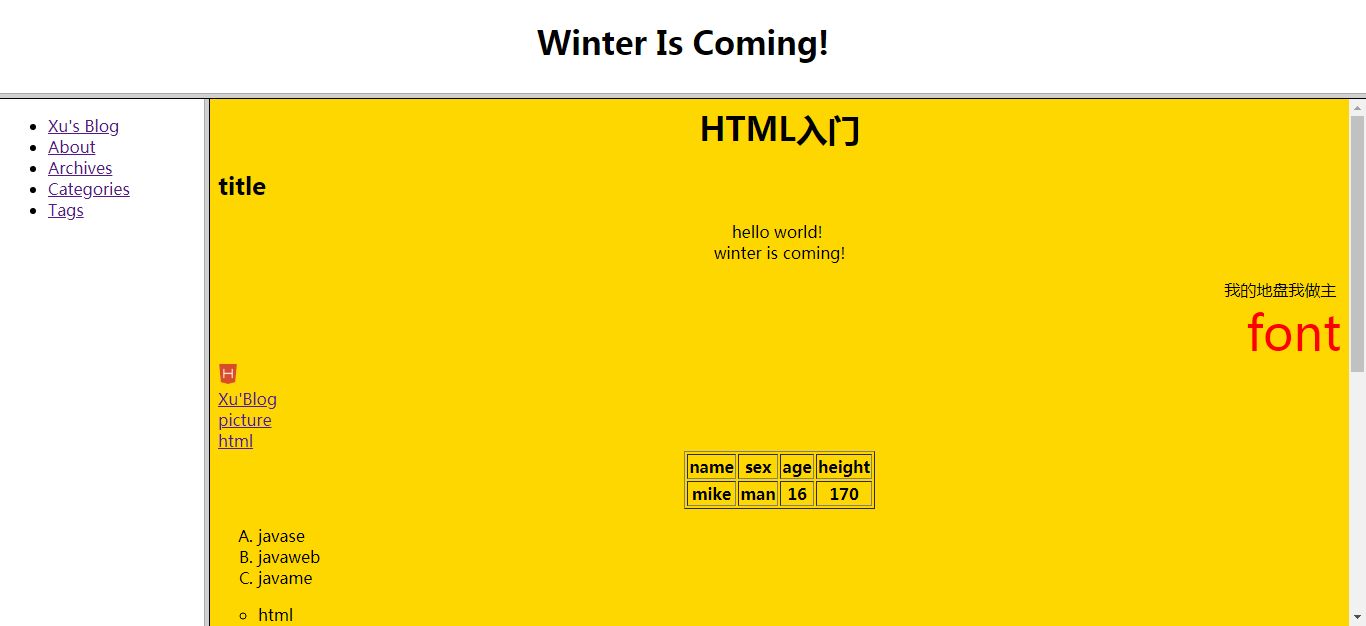 Winter Is Coming!
Xu's Blog
About
Archives
Categories
Tags
HTML入门
title
hello world!
winter is coming!
我的地盘我做主
font
H
Xu'Blog
picture
html
name sex age height
mike man 16 170
A. javase
B. javaweb
C. javame
html